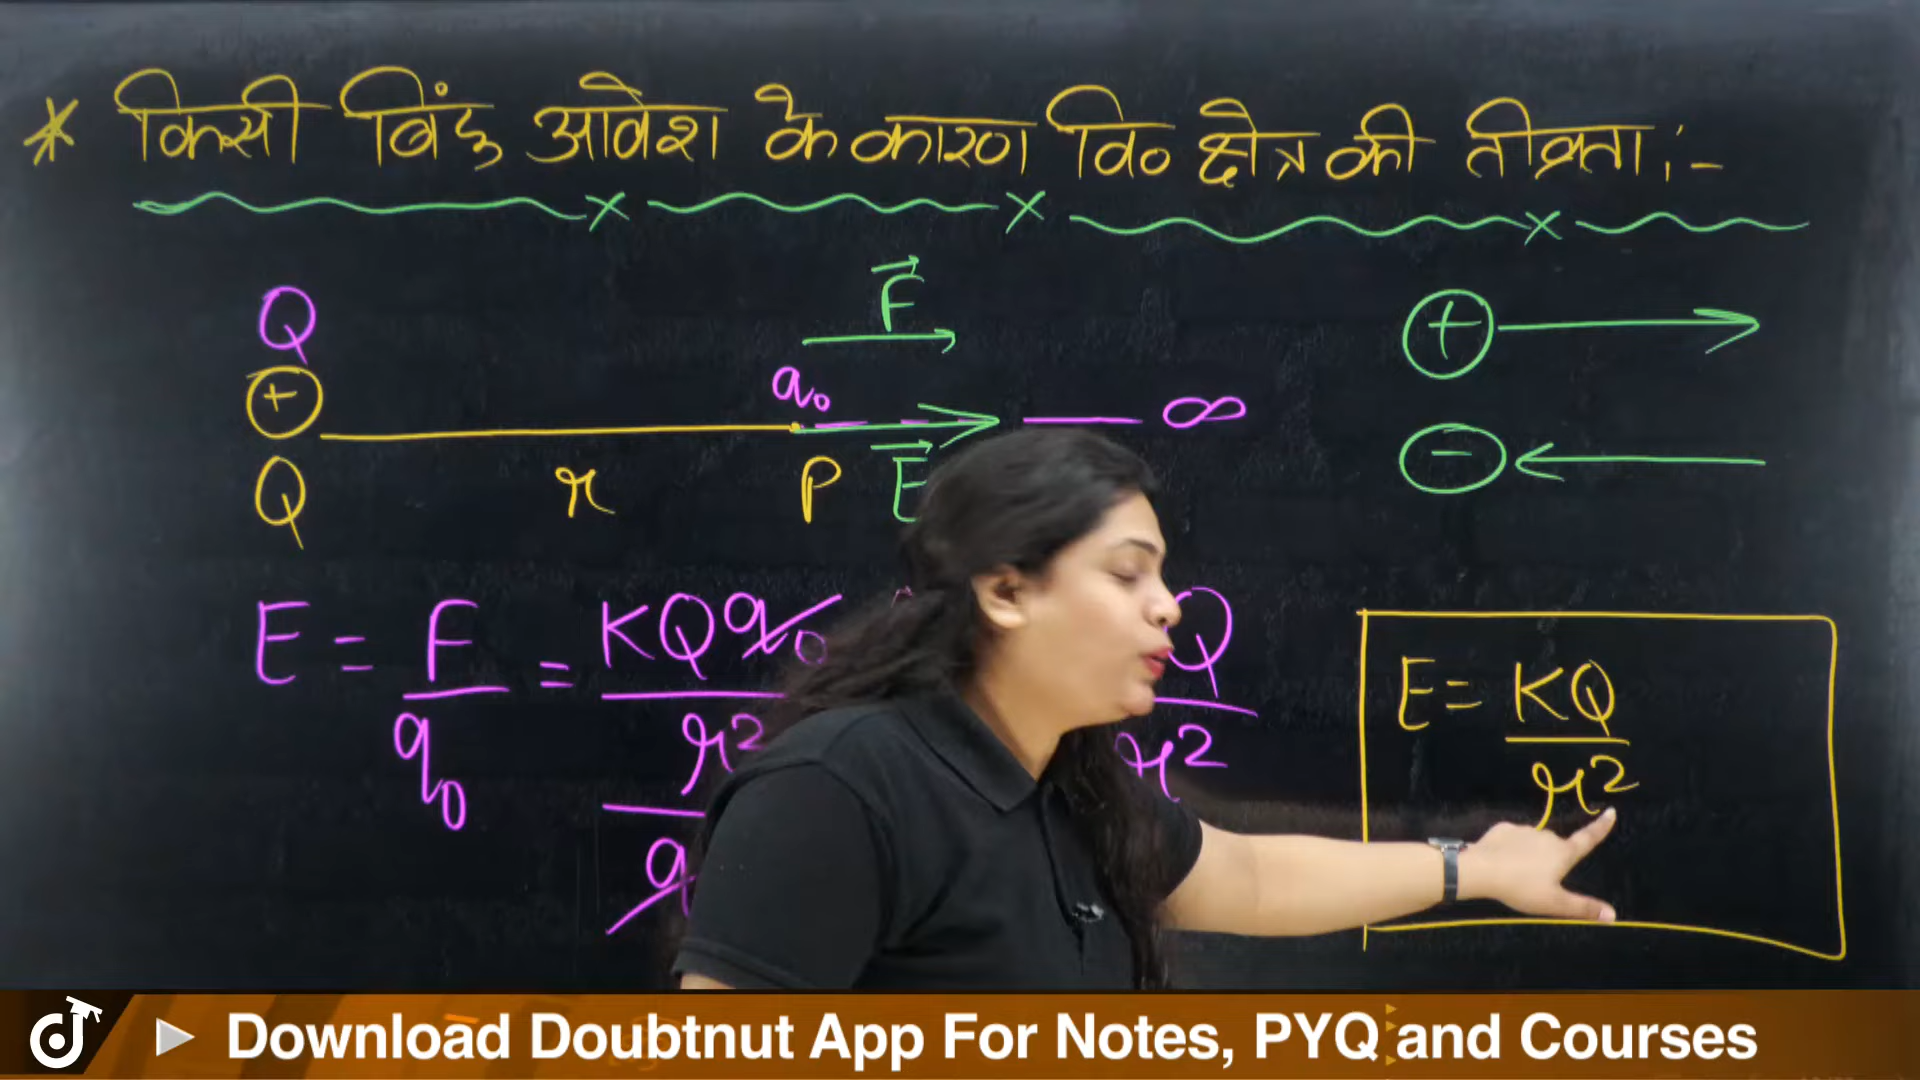 * किसी बिंदु आवेश के कारण वि० क्षेत्र की तीव्रता :-
Q
+
Q
r
q₀
P
F⃗
E⃗
∞
+
-
E = F/q₀ = KQq₀/r²/q
Q/r²
E = KQ/r²
Download Doubtnut App For Notes, PYQ and Courses